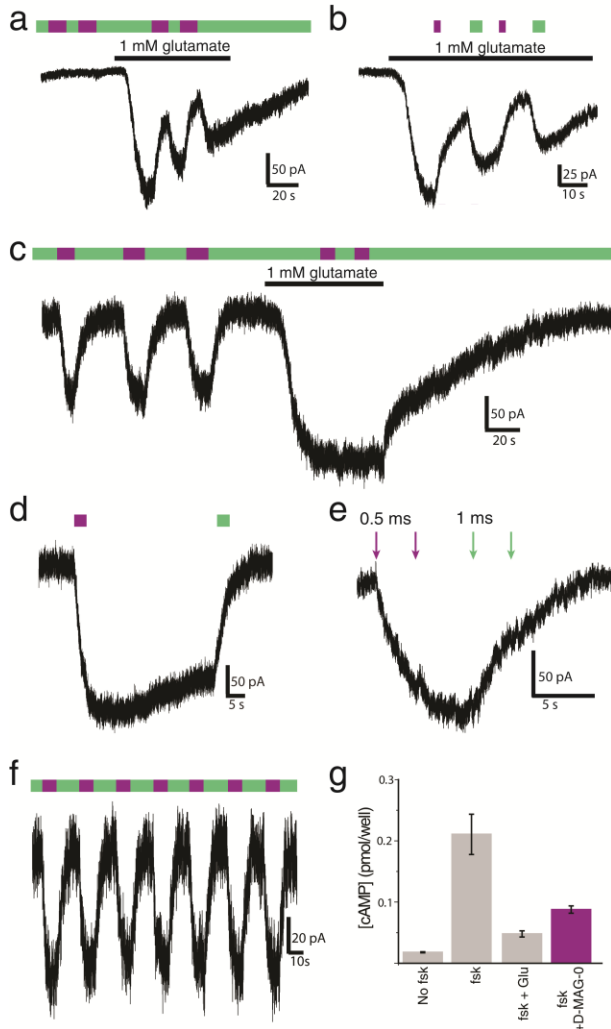 a
1 mM glutamate
50 pA
20 s
b
1 mM glutamate
25 pA
10 s
c
1 mM glutamate
50 pA
20 s
d
50 pA
5 s
e
0.5 ms
1 ms
50 pA
5 s
f
20 pA
10s
g
[cAMP] (pmol/well)
0.3
0.2
0.1
No fsk
fsk
fsk + Glu
fsk
+D-MAG-0